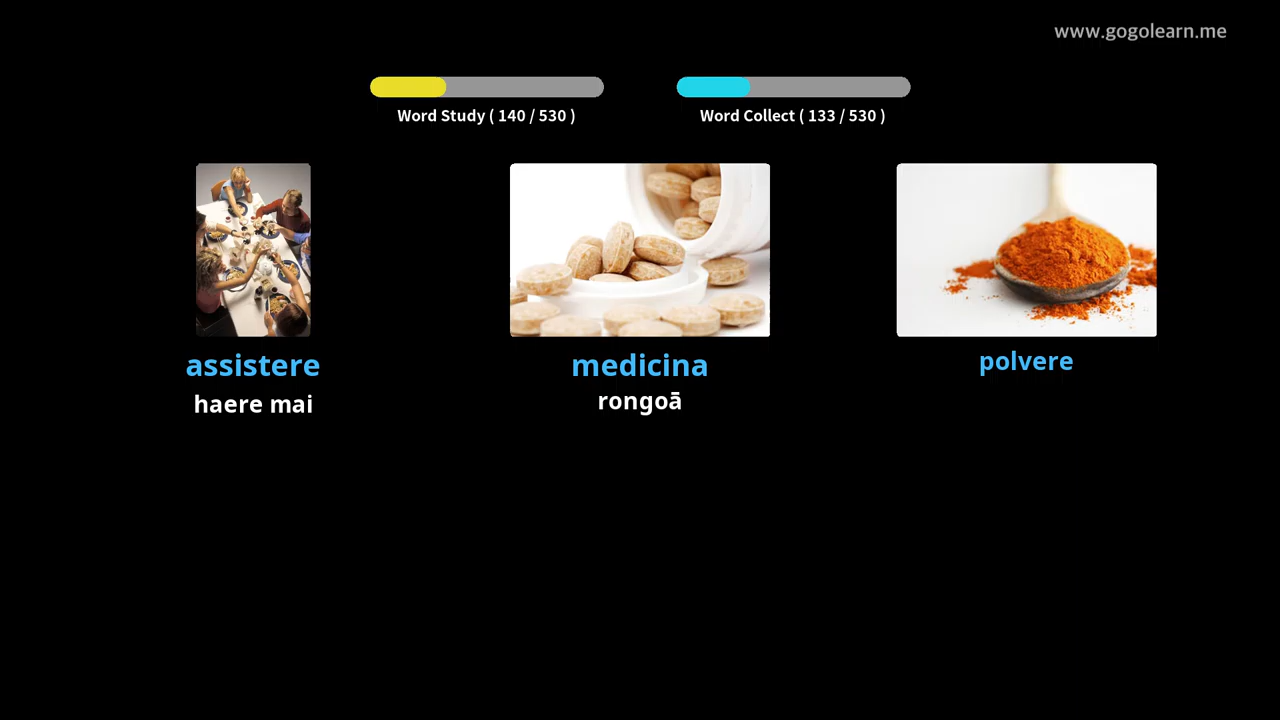 www.gogolearn.me
Word Study ( 140 / 530 )
Word Collect ( 133 / 530 )
assistere
haere mai
medicina
rongoā
polvere